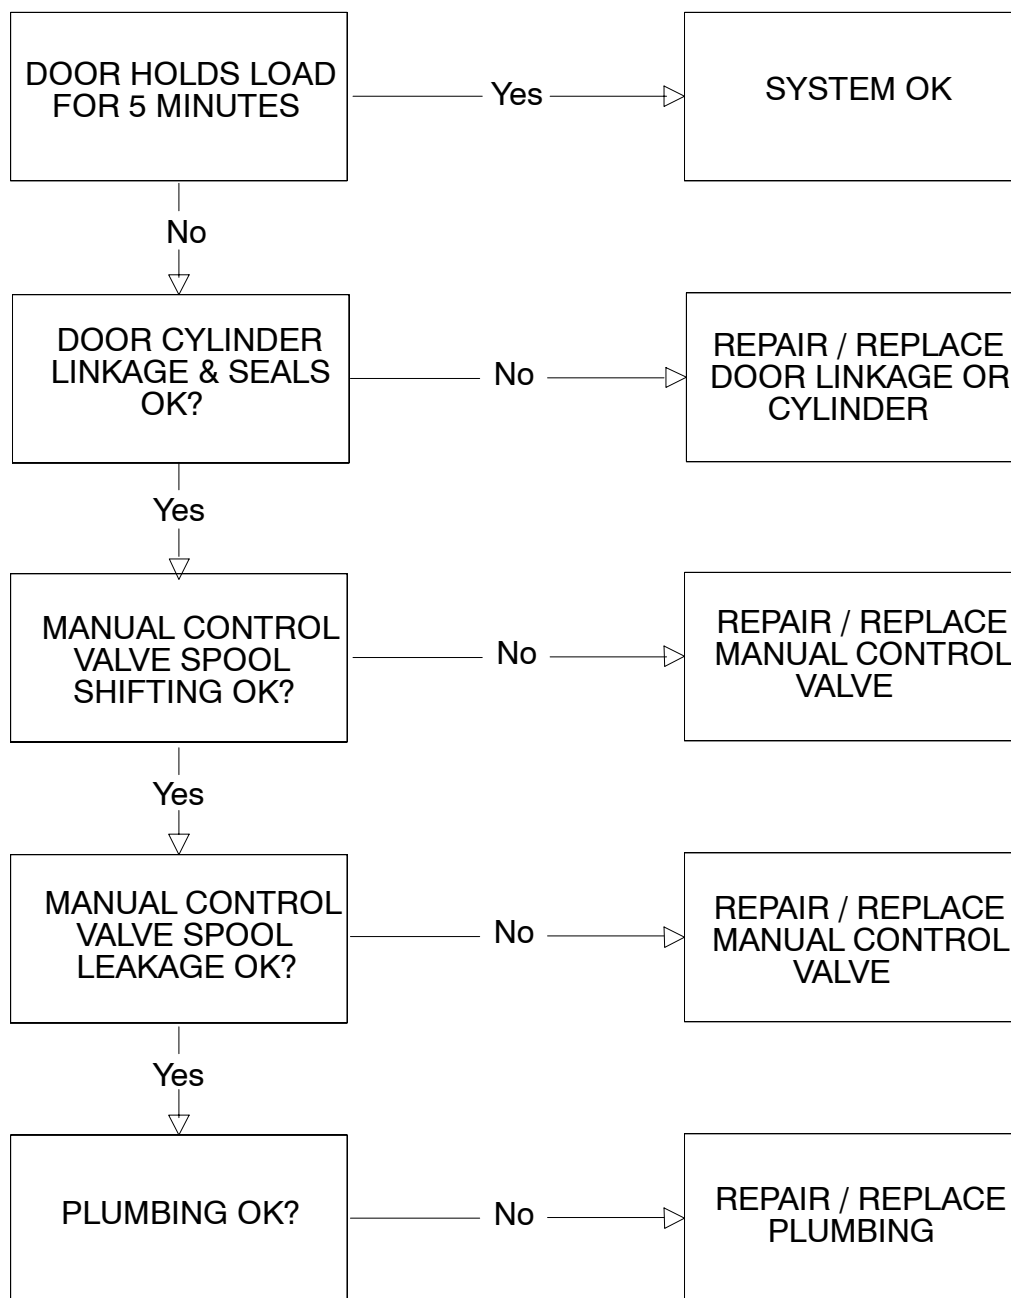 DOOR HOLDS LOAD
FOR 5 MINUTES
Yes
SYSTEM OK
No
DOOR CYLINDER
LINKAGE & SEALS
OK?
No
REPAIR / REPLACE
DOOR LINKAGE OR
CYLINDER
Yes
MANUAL CONTROL
VALVE SPOOL
SHIFTING OK?
No
REPAIR / REPLACE
MANUAL CONTROL
VALVE
Yes
MANUAL CONTROL
VALVE SPOOL
LEAKAGE OK?
No
REPAIR / REPLACE
MANUAL CONTROL
VALVE
Yes
PLUMBING OK?
No
REPAIR / REPLACE
PLUMBING